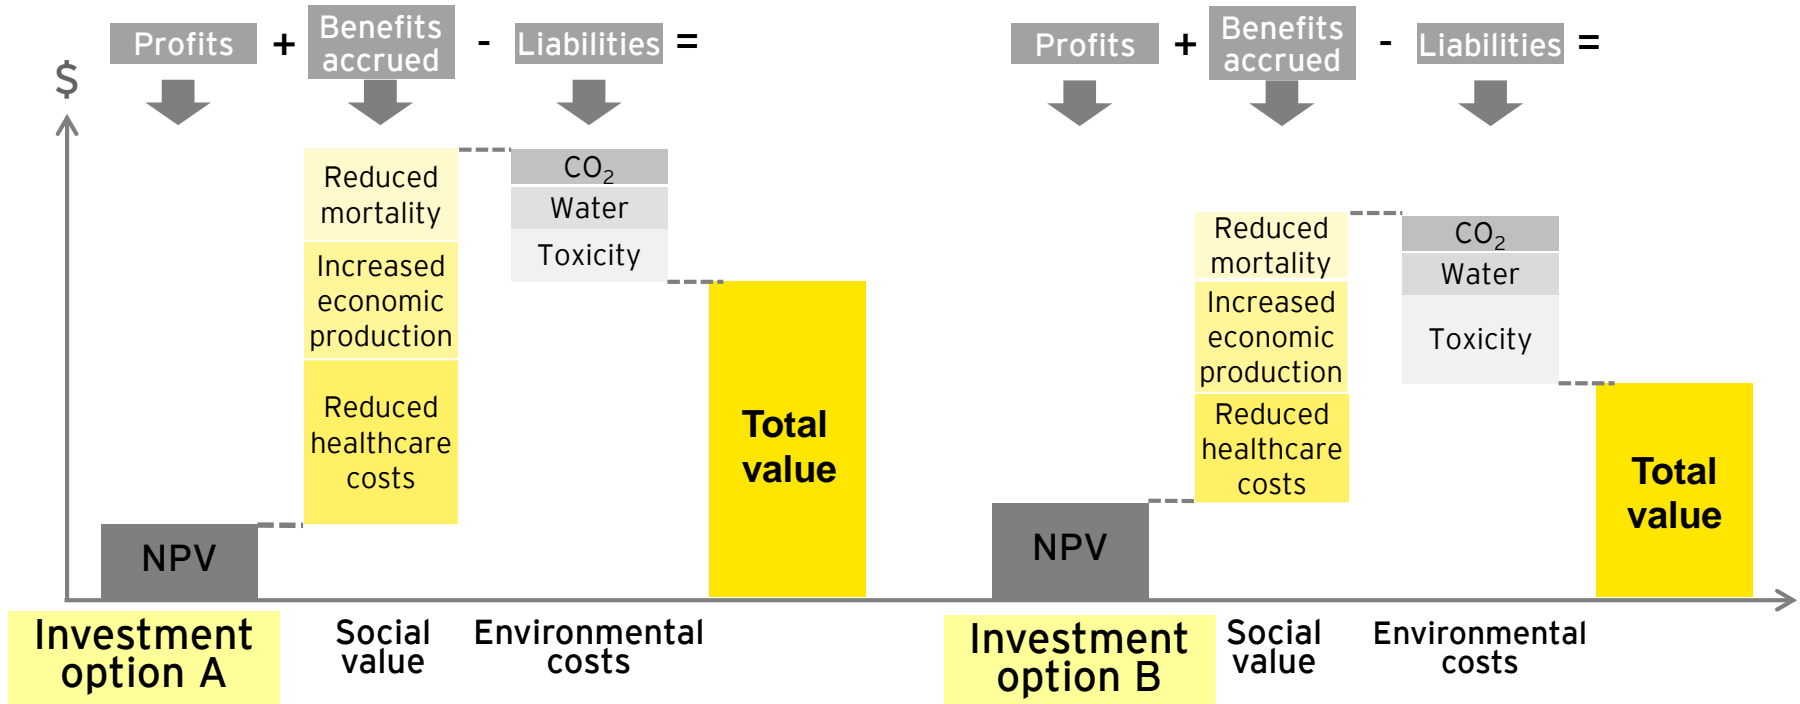 Profits + Benefits accrued - Liabilities =
Profits + Benefits accrued - Liabilities =
$
Reduced
mortality
Increased
economic
production
Reduced
healthcare
costs
CO₂
Water
Toxicity
Total
value
NPV
Reduced
mortality
Increased
economic
production
Reduced
healthcare
costs
CO₂
Water
Toxicity
Total
value
NPV
Investment
option A
Social
value
Environmental
costs
Investment
option B
Social
value
Environmental
costs